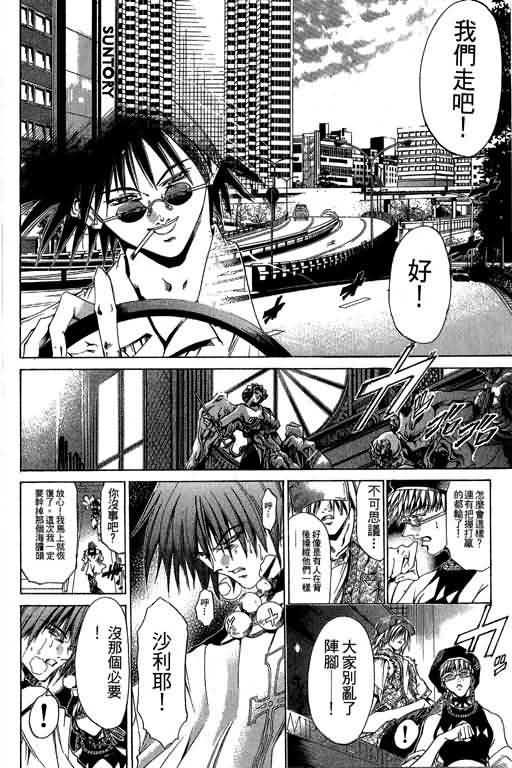 我們走吧！
SUNTORY
好！
ガ
怎麼會這樣？
連有把握打贏
的都輸了…
不可思議…
好像是有人在背
後操縱他們一樣
呼…
呼…
你沒事吧？
放心！我馬上就恢
復了。這次我一定
要幹掉那個海膽頭
大家別亂了
陣腳！
沙利耶！
沒那個必要
！
！
！